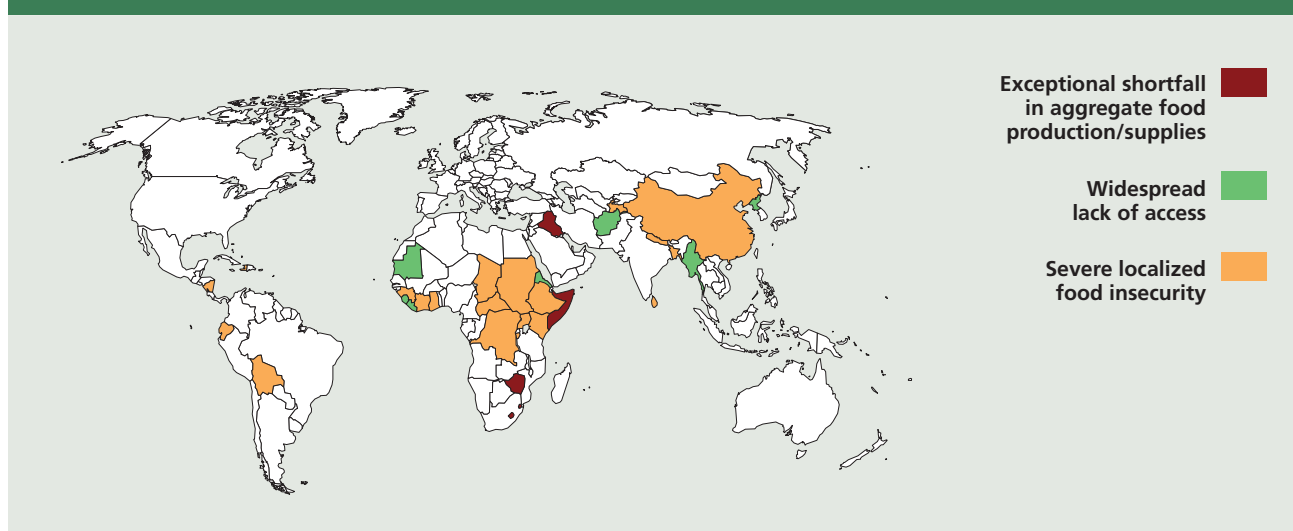 Exceptional shortfall
in aggregate food
production/supplies
Widespread
lack of access
Severe localized
food insecurity